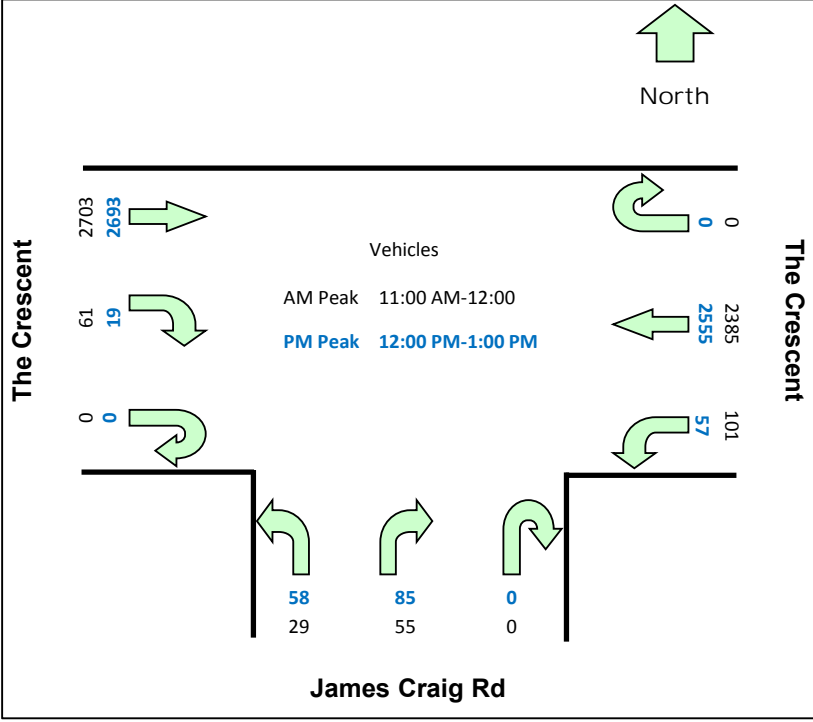 North
2703
2693
0
0
Vehicles
The Crescent
61
19
AM Peak 11:00 AM-12:00
PM Peak 12:00 PM-1:00 PM
2555
2385
The Crescent
0
0
57
101
58
85
0
29
55
0
James Craig Rd